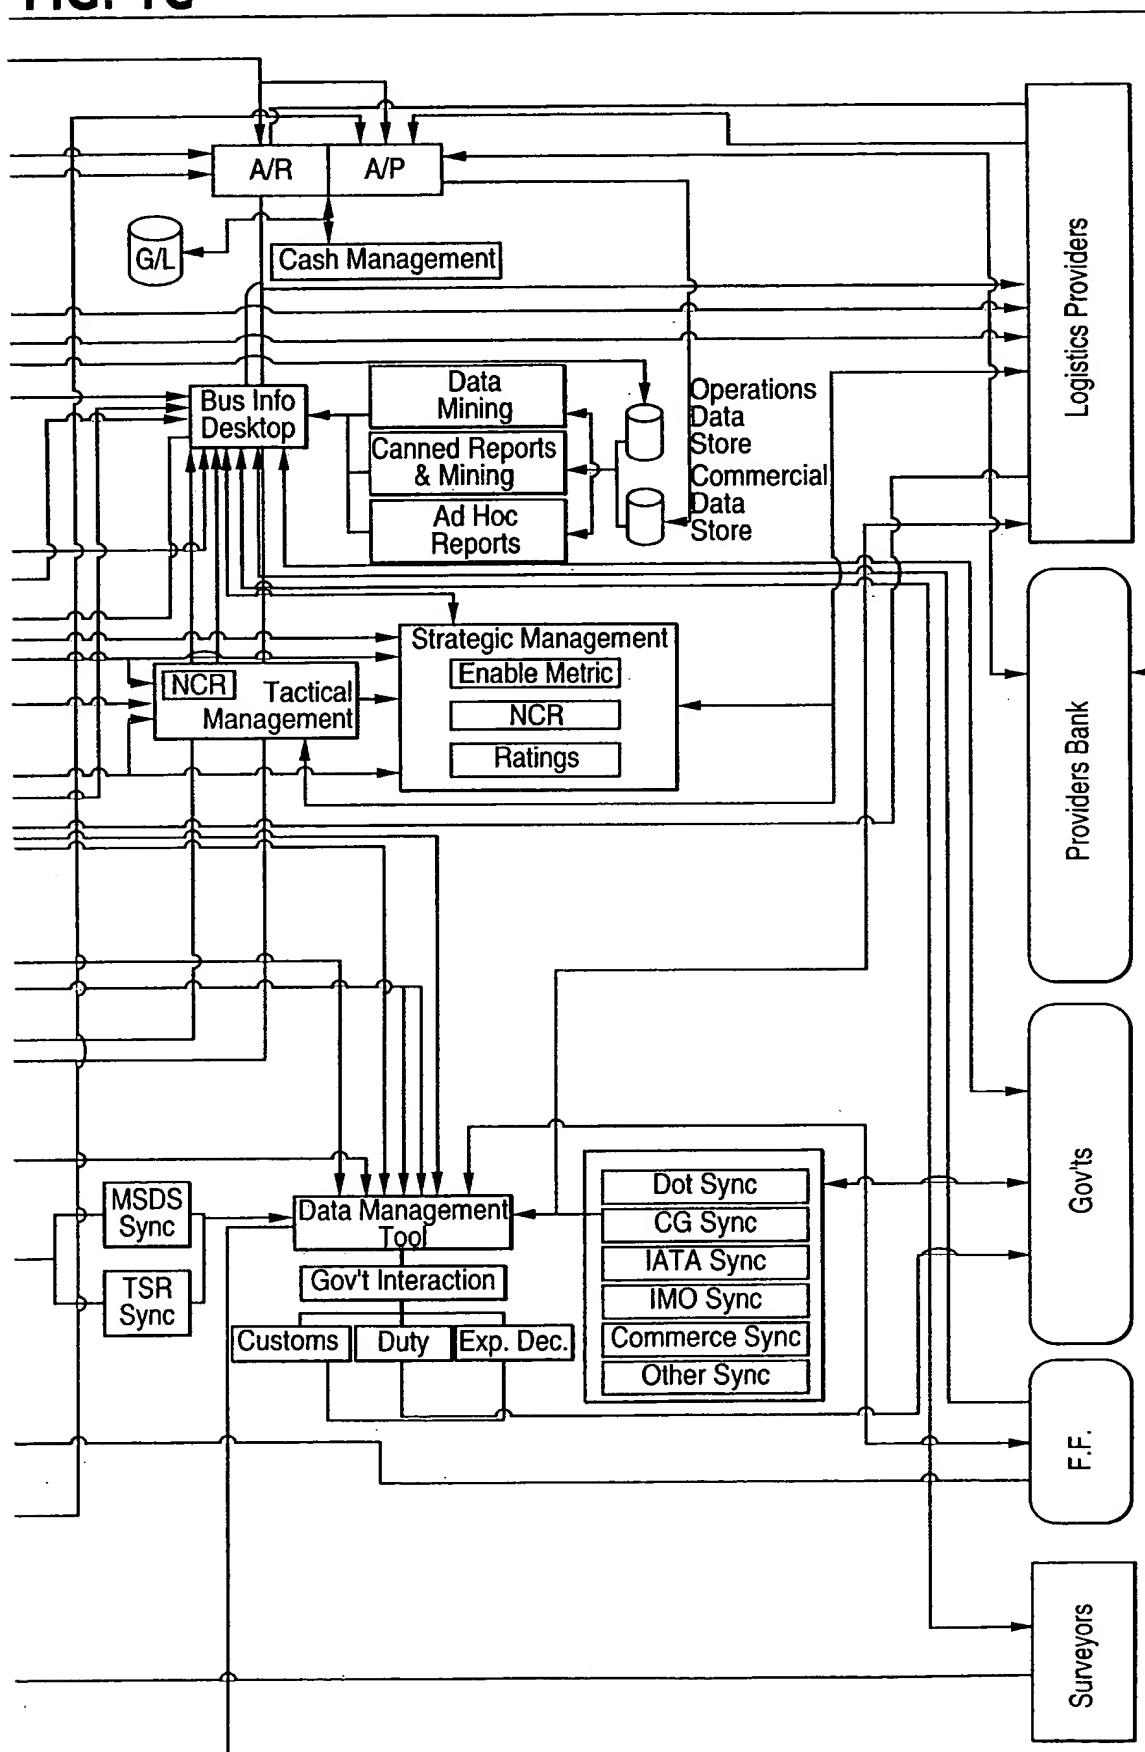 A/R
A/P
G/L
Cash Management
Logistics Providers
Bus Info
Desktop
Data
Mining
Canned Reports
& Mining
Ad Hoc
Reports
Operations
Data
Store
Commercial
Data
Store
Strategic Management
Enable Metric
NCR
Ratings
NCR
Tactical
Management
Providers Bank
Gov'ts
MSDS
Sync
TSR
Sync
Data Management
Tool
Gov't Interaction
Customs
Duty
Exp. Dec.
Dot Sync
CG Sync
IATA Sync
IMO Sync
Commerce Sync
Other Sync
F.F.
Surveyors